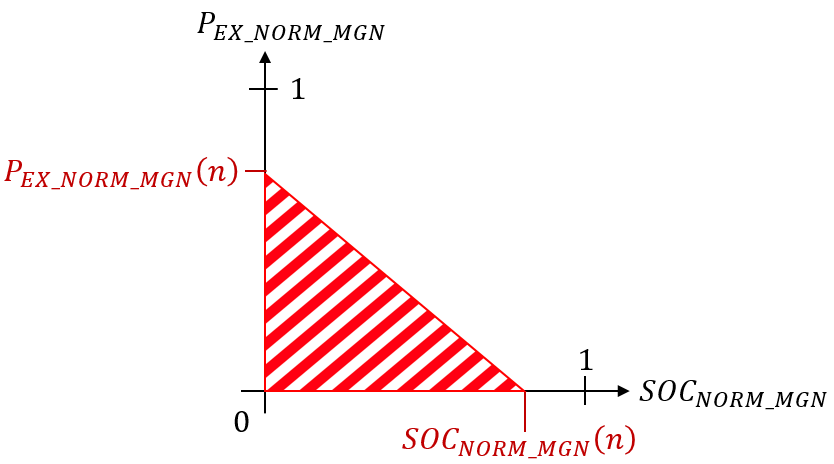 P_EX_NORM_MGN
1
P_EX_NORM_MGN(n)
1
SOC_NORM_MGN
0
SOC_NORM_MGN(n)